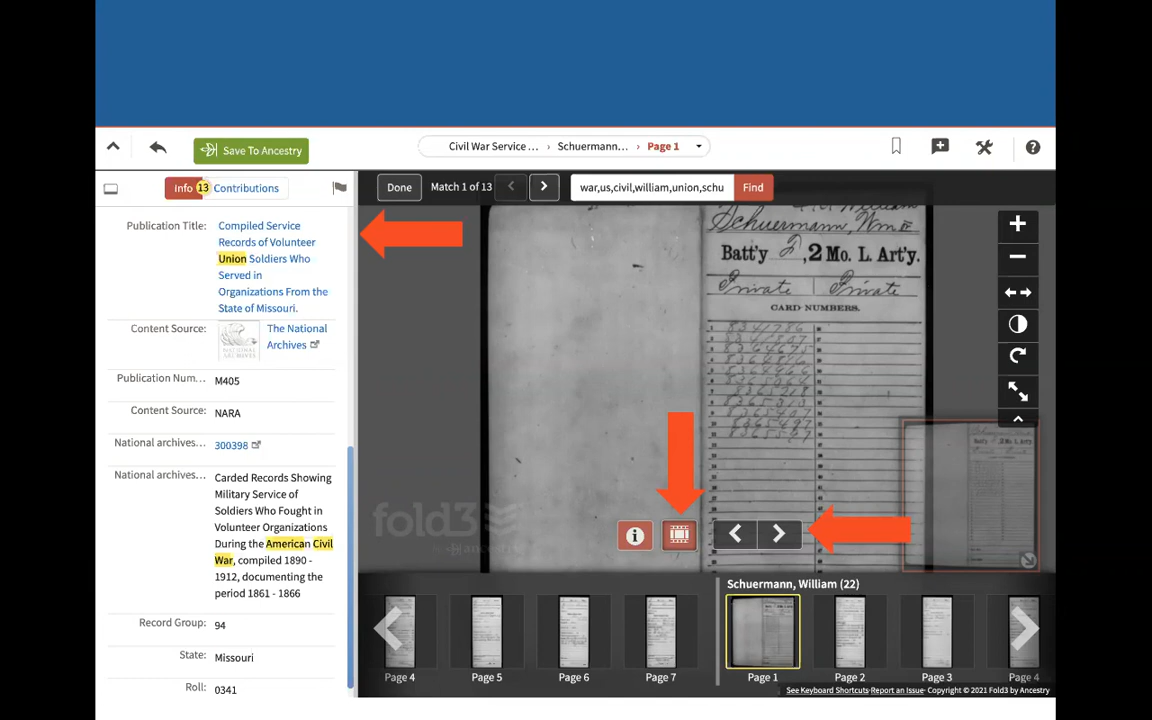 Save To Ancestry
Civil War Service ... › Schuermann... › Page 1
Info 13 Contributions
Done Match 1 of 13 war,us,civil,william,union,schu Find
Publication Title: Compiled Service
Records of Volunteer
Union Soldiers Who
Served in
Organizations From the
State of Missouri.
Content Source: The National
Archives
Publication Num... M405
Content Source: NARA
National archives... 300398
National archives... Carded Records Showing
Military Service of
Soldiers Who Fought in
Volunteer Organizations
During the American Civil
War, compiled 1890 -
1912, documenting the
period 1861 - 1866
Record Group: 94
State: Missouri
Roll: 0341
Schuermann, Wm
Batt'y 2, 2 Mo. L. Art'y.
Private Private
CARD NUMBERS.
fold3
by ancestry
Schuermann, William (22)
Page 4 Page 5 Page 6 Page 7 Page 1 Page 2 Page 3 Page 4
See Keyboard Shortcuts Report an Issue Copyright © 2021 Fold3 by Ancestry